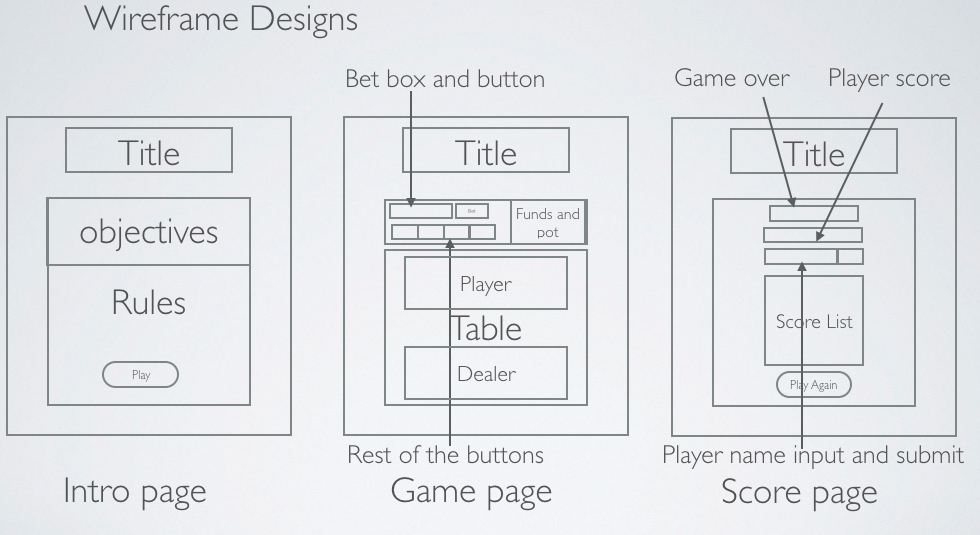 Wireframe Designs
Bet box and button
Game over
Player score
Title
objectives
Rules
Play
Intro page
Title
Bet
Funds and
pot
Player
Table
Dealer
Rest of the buttons
Game page
Title
Score List
Play Again
Player name input and submit
Score page